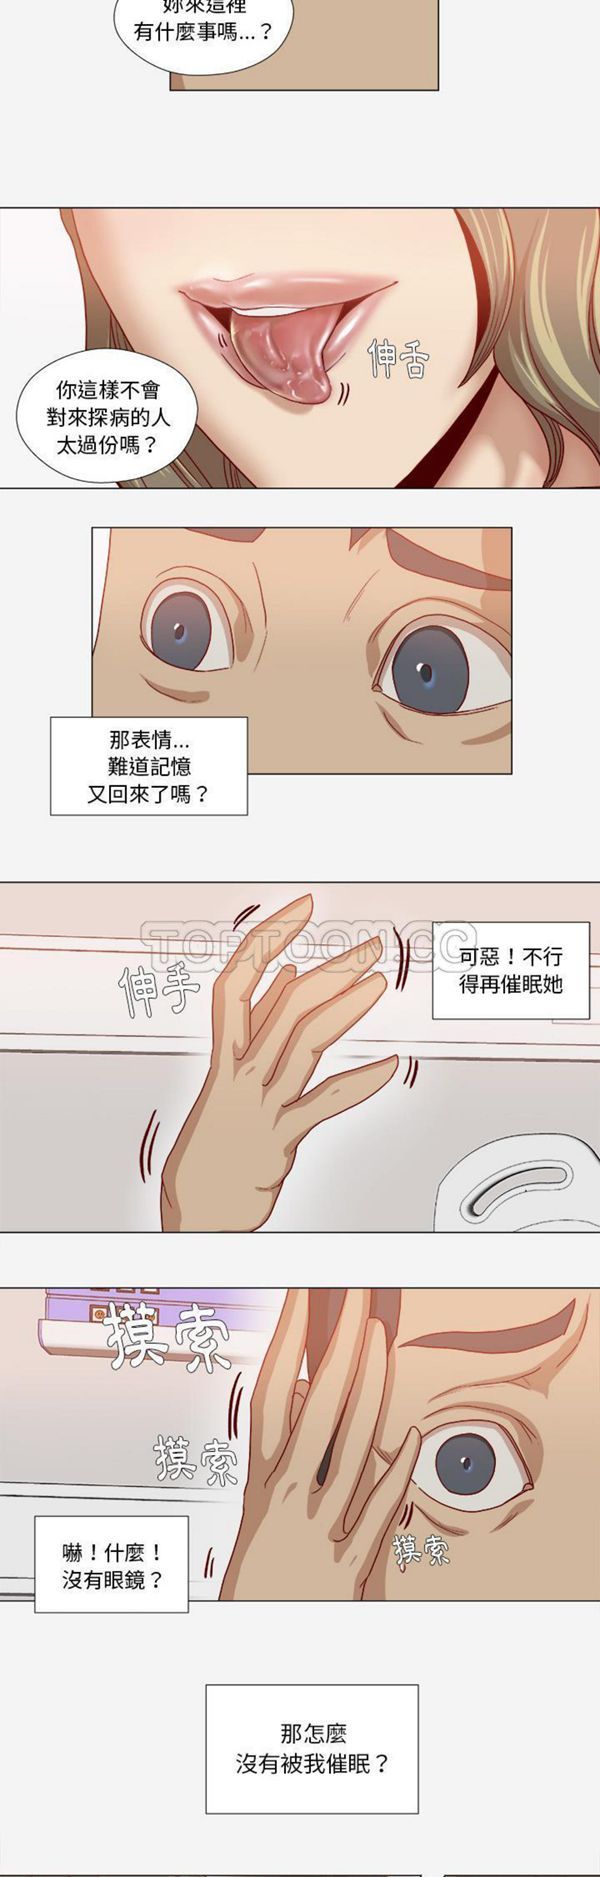 妳來這裡
有什麼事嗎...？
伸舌
你這樣不會
對來探病的人
太過份嗎？
那表情...
難道記憶
又回來了嗎？
TOPTOON.CC
可惡！不行
得再催眠她
伸手
摸索
摸索
摸索
嚇！什麼！
沒有眼鏡？
那怎麼
沒有被我催眠？